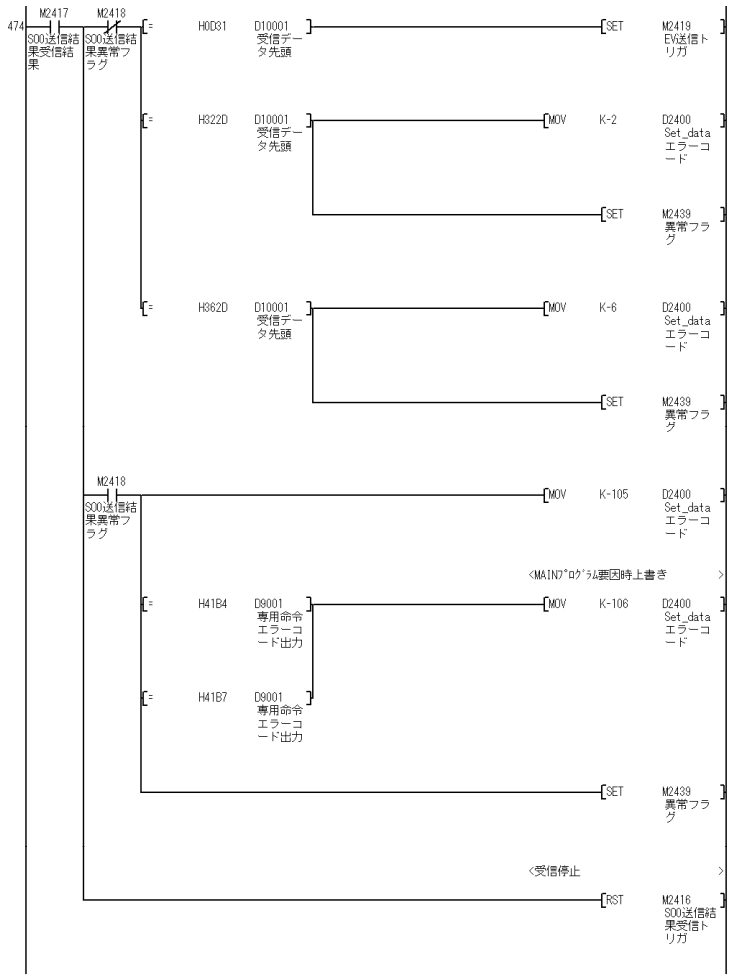 M2417 M2418
474 [= H0D31 D10001 ] [SET M2419 ]
S00送信結 S00送信結 受信デー EV送信ト
果受信結 果異常フ タ先頭 リガ
果 ラグ
[= H322D D10001 ] [MOV K-2 D2400 ]
受信デー Set_data
タ先頭 エラーコ
ード
[SET M2439 ]
異常フラ
グ
[= H362D D10001 ] [MOV K-6 D2400 ]
受信デー Set_data
タ先頭 エラーコ
ード
[SET M2439 ]
異常フラ
グ
M2418
[MOV K-105 D2400 ]
S00送信結 Set_data
果異常フ エラーコ
ラグ ード
<MAINﾌﾟﾛｸﾞﾗﾑ要因時上書き >
[= H41B4 D9001 ] [MOV K-106 D2400 ]
専用命令 Set_data
エラーコ エラーコ
ード出力 ード
[= H41B7 D9001 ]
専用命令
エラーコ
ード出力
[SET M2439 ]
異常フラ
グ
<受信停止 >
[RST M2416 ]
S00送信結
果受信ト
リガ